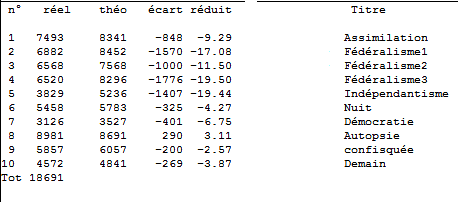 n° réel théo écart réduit Titre
1 7493 8341 -848 -9.29 Assimilation
2 6882 8452 -1570 -17.08 Fédéralisme1
3 6568 7568 -1000 -11.50 Fédéralisme2
4 6520 8296 -1776 -19.50 Fédéralisme3
5 3829 5236 -1407 -19.44 Indépendantisme
6 5458 5783 -325 -4.27 Nuit
7 3126 3527 -401 -6.75 Démocratie
8 8981 8691 290 3.11 Autopsie
9 5857 6057 -200 -2.57 confisquée
10 4572 4841 -269 -3.87 Demain
Tot 18691